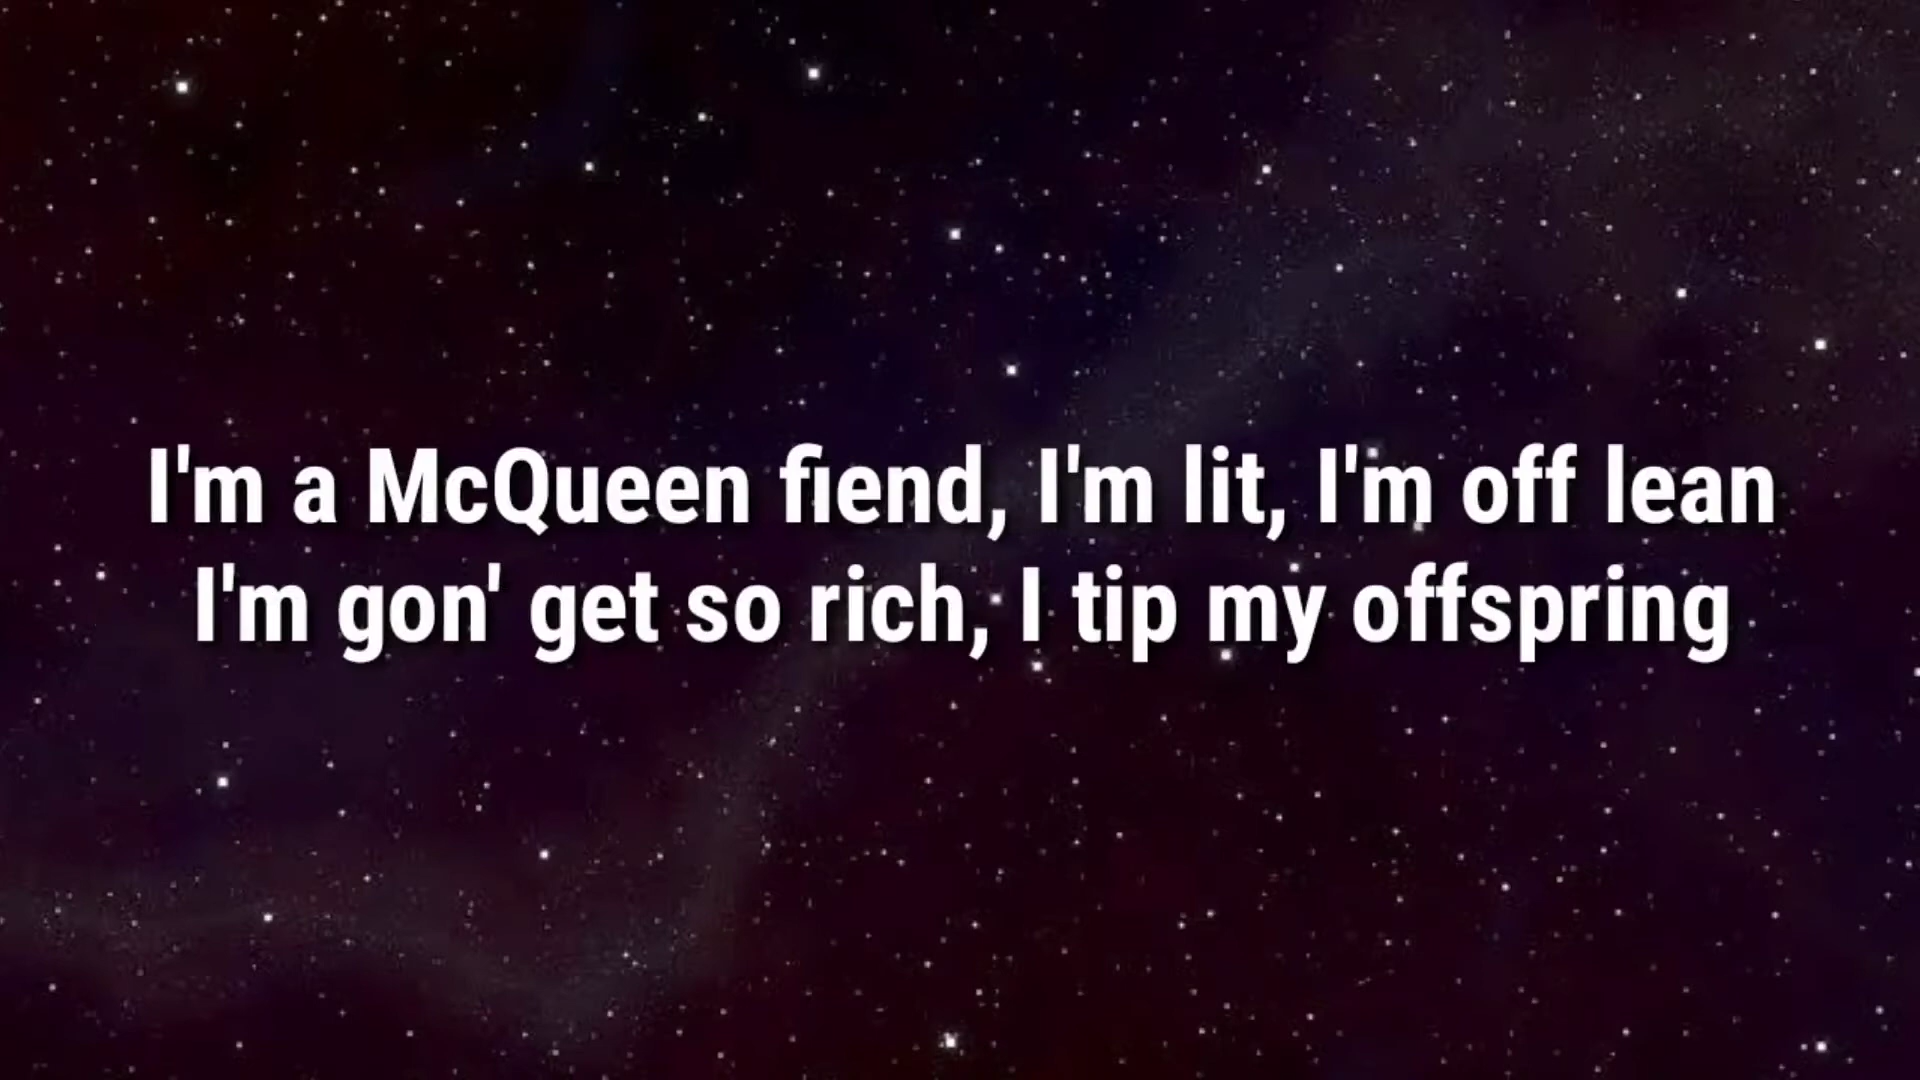 I'm a McQueen fiend, I'm lit, I'm off lean
I'm gon' get so rich, I tip my offspring